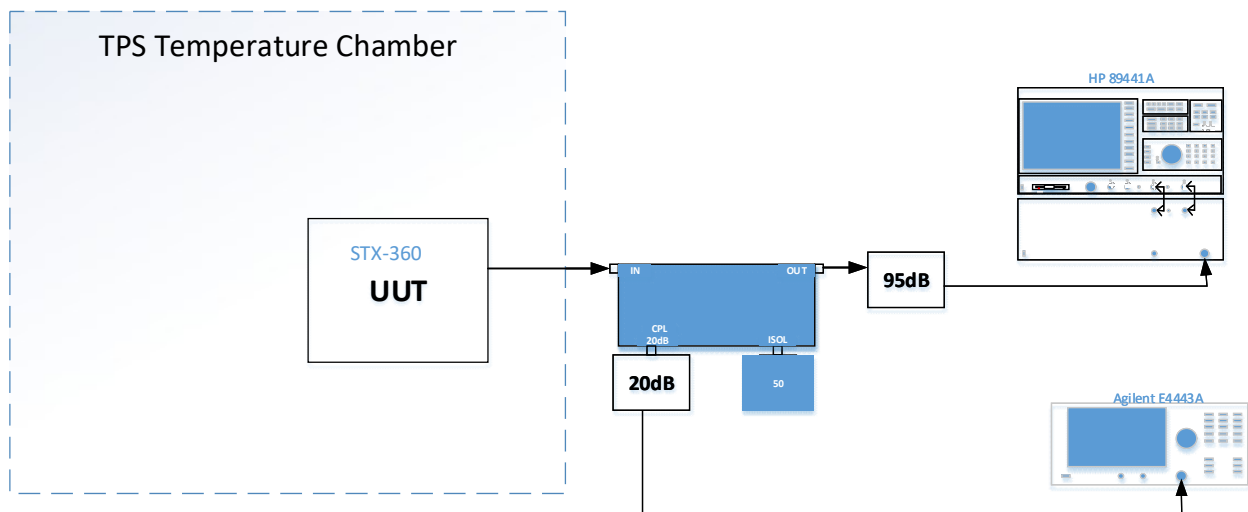 TPS Temperature Chamber
HP 89441A
STX-360
UUT
IN
OUT
95dB
CPL
20dB
ISOL
20dB
50
Agilent E4443A